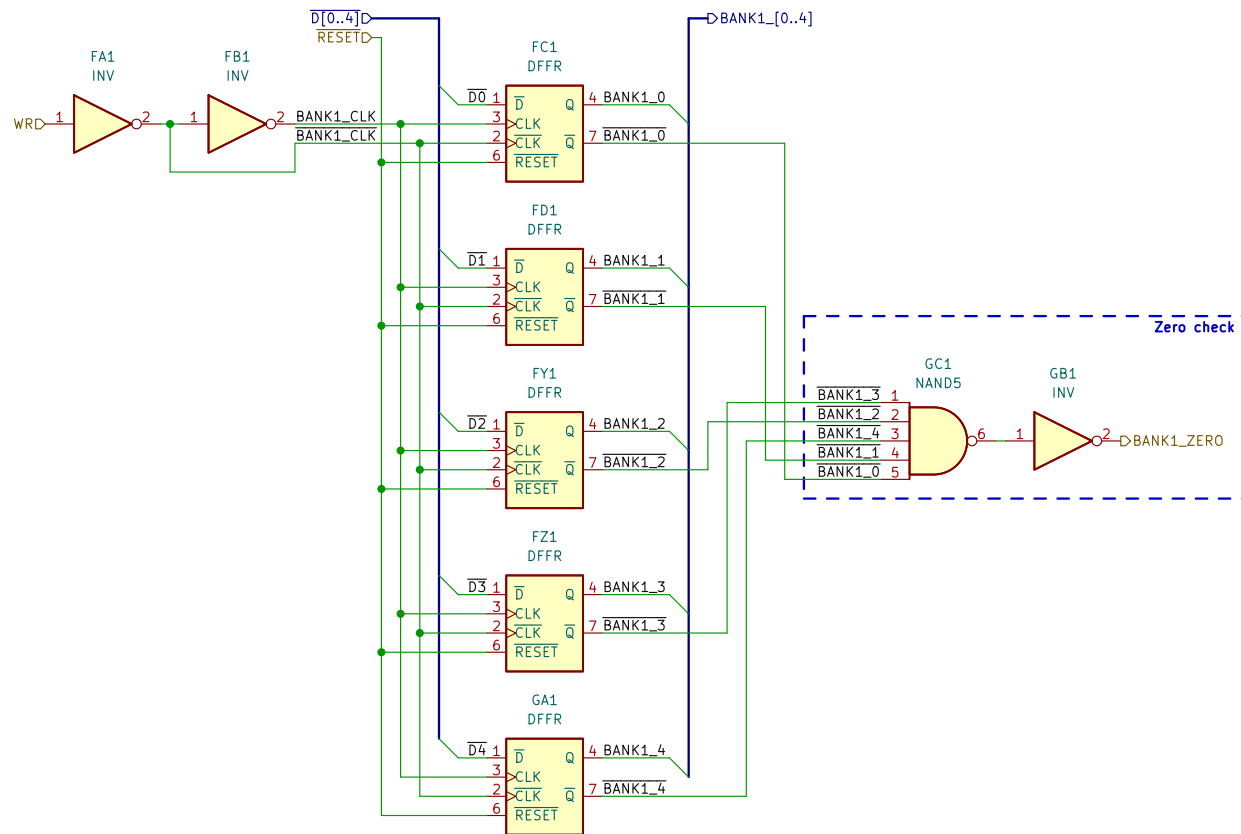 D[0..4]
RESET
BANK1_[0..4]
FA1
INV
FB1
INV
WR
1
2
1
2
BANK1_CLK
BANK1_CLK
FC1
DFFR
D0 1 D Q 4 BANK1_0
3 CLK
2 CLK Q 7 BANK1_0
6 RESET
FD1
DFFR
D1 1 D Q 4 BANK1_1
3 CLK
2 CLK Q 7 BANK1_1
6 RESET
FY1
DFFR
D2 1 D Q 4 BANK1_2
3 CLK
2 CLK Q 7 BANK1_2
6 RESET
FZ1
DFFR
D3 1 D Q 4 BANK1_3
3 CLK
2 CLK Q 7 BANK1_3
6 RESET
GA1
DFFR
D4 1 D Q 4 BANK1_4
3 CLK
2 CLK Q 7 BANK1_4
6 RESET
Zero check
GC1
NAND5
BANK1_3 1
BANK1_2 2
BANK1_4 3
BANK1_1 4
BANK1_0 5
6
GB1
INV
1
2
BANK1_ZERO